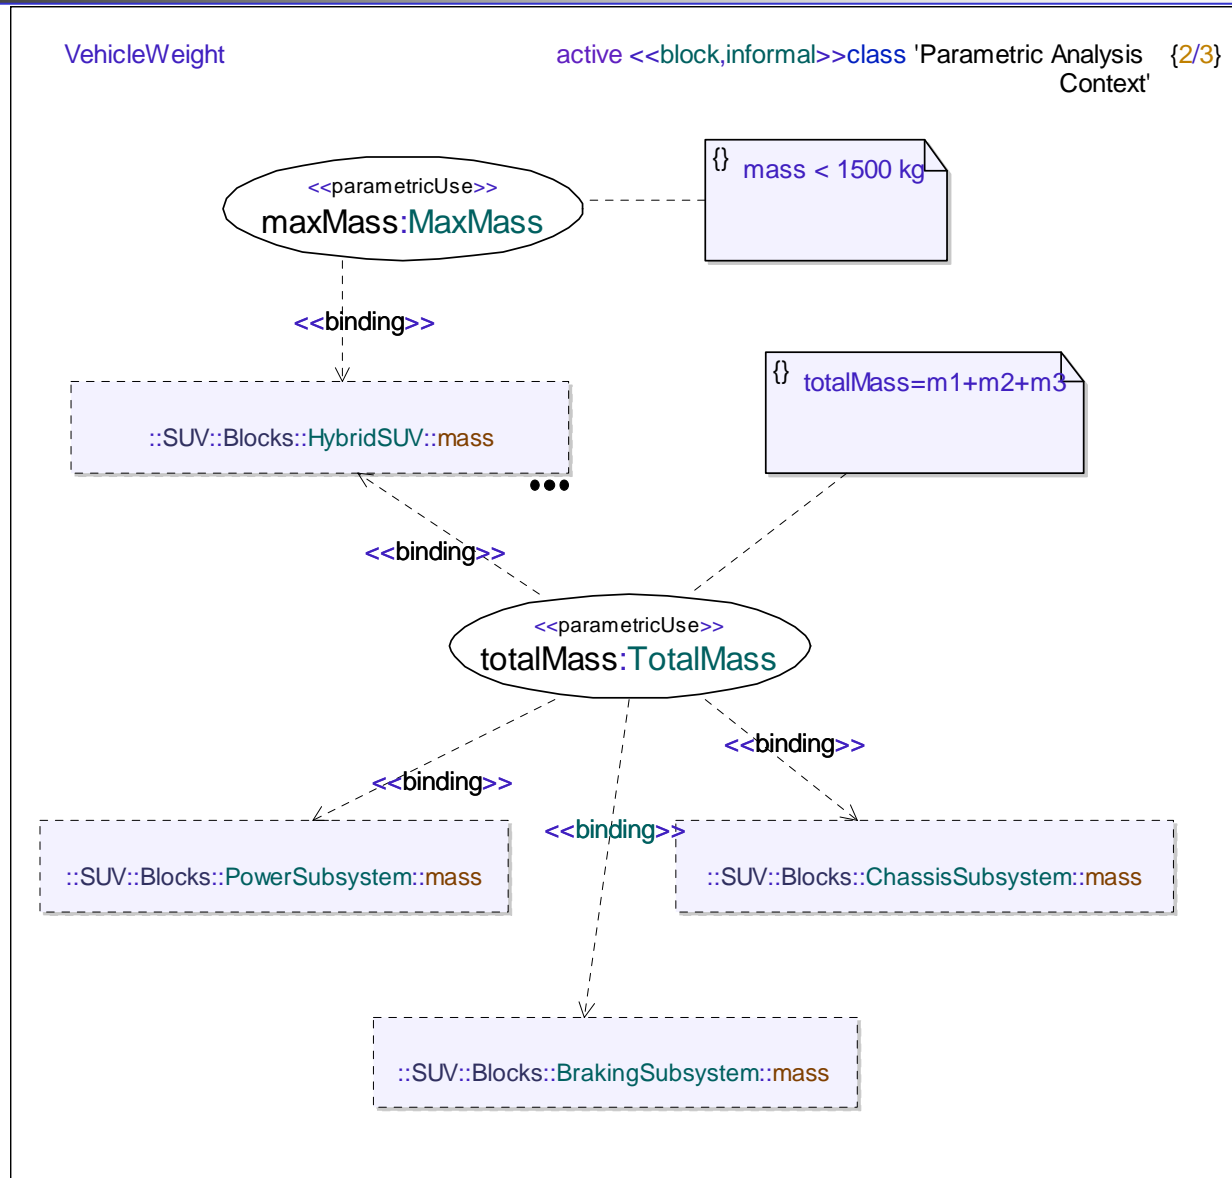 VehicleWeight
active <<block,informal>>class 'Parametric Analysis {2/3}
Context'
<<parametricUse>>
maxMass:MaxMass
{} mass < 1500 kg
<<binding>>
{} totalMass=m1+m2+m3
::SUV::Blocks::HybridSUV::mass
<<binding>>
<<parametricUse>>
totalMass:TotalMass
<<binding>>
<<binding>>
<<binding>>
::SUV::Blocks::PowerSubsystem::mass
::SUV::Blocks::ChassisSubsystem::mass
::SUV::Blocks::BrakingSubsystem::mass